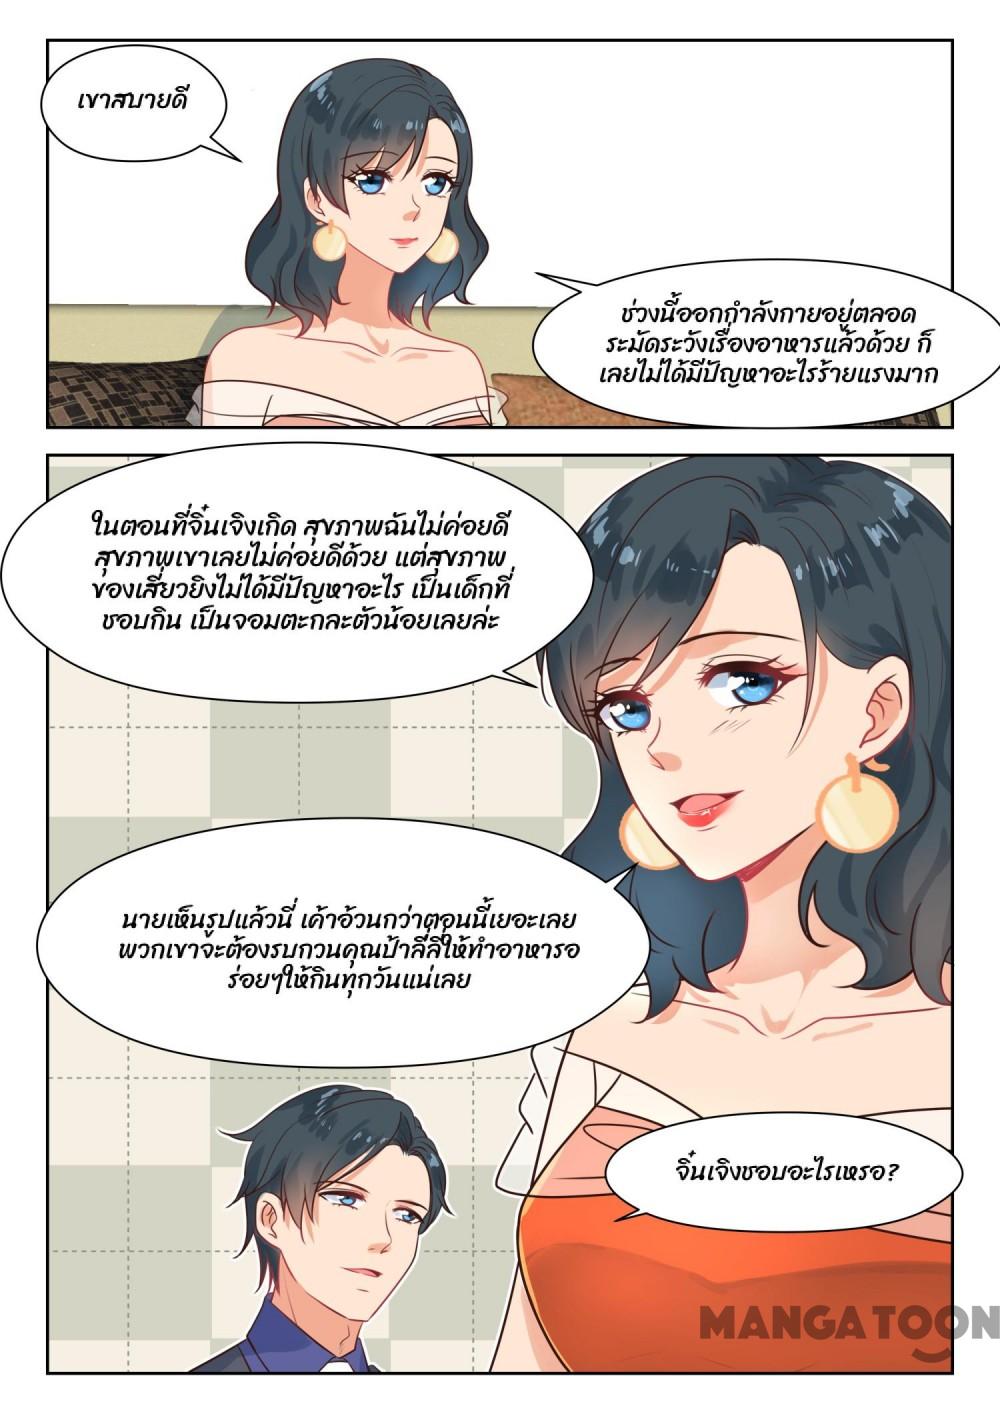 เขาสบายดี
ช่วงนี้ออกกำลังกายอยู่ตลอด
ระมัดระวังเรื่องอาหารแล้วด้วย ก็
เลยไม่ได้มีปัญหาอะไรร้ายแรงมาก
ในตอนที่จิ๋นเจิงเกิด สุขภาพฉันไม่ค่อยดี
สุขภาพเขาเลยไม่ค่อยดีด้วย แต่สุขภาพ
ของเสี่ยวยิงไม่ได้มีปัญหาอะไร เป็นเด็กที่
ชอบกิน เป็นจอมตะกละตัวน้อยเลยล่ะ
นายเห็นรูปแล้วนี่ เค้าอ้วนกว่าตอนนี้เยอะเลย
พวกเขาจะต้องรบกวนคุณป้าลี่ลี่ให้ทำอาหารอ
ร่อยๆให้กินทุกวันแน่เลย
จิ๋นเจิงชอบอะไรเหรอ?
MANGATOON